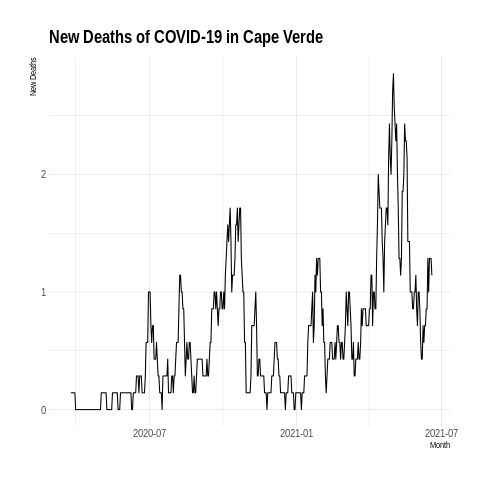 New Deaths of COVID-19 in Cape Verde
New Deaths
2
1
0
2020-07
2021-01
2021-07
Month